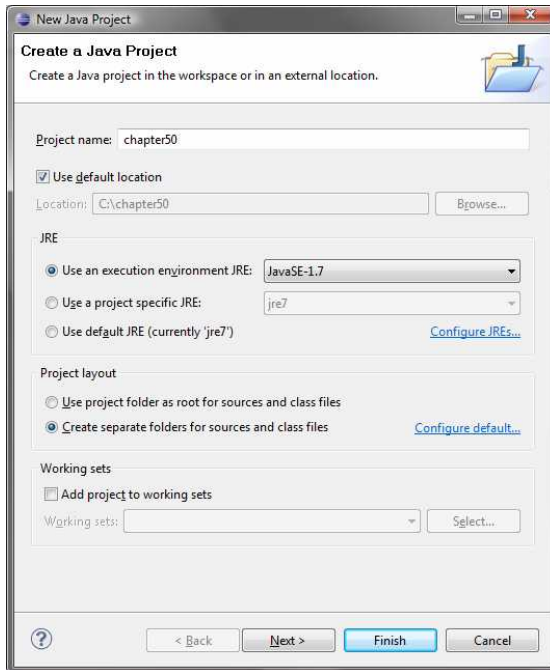 New Java Project
Create a Java Project
Create a Java project in the workspace or in an external location.
Project name: chapter50
Use default location
Location: C:\chapter50 Browse...
JRE
Use an execution environment JRE: JavaSE-1.7
Use a project specific JRE: jre7
Use default JRE (currently 'jre7') Configure JREs...
Project layout
Use project folder as root for sources and class files
Create separate folders for sources and class files Configure default...
Working sets
Add project to working sets
Working sets: Select...
? < Back Next > Finish Cancel